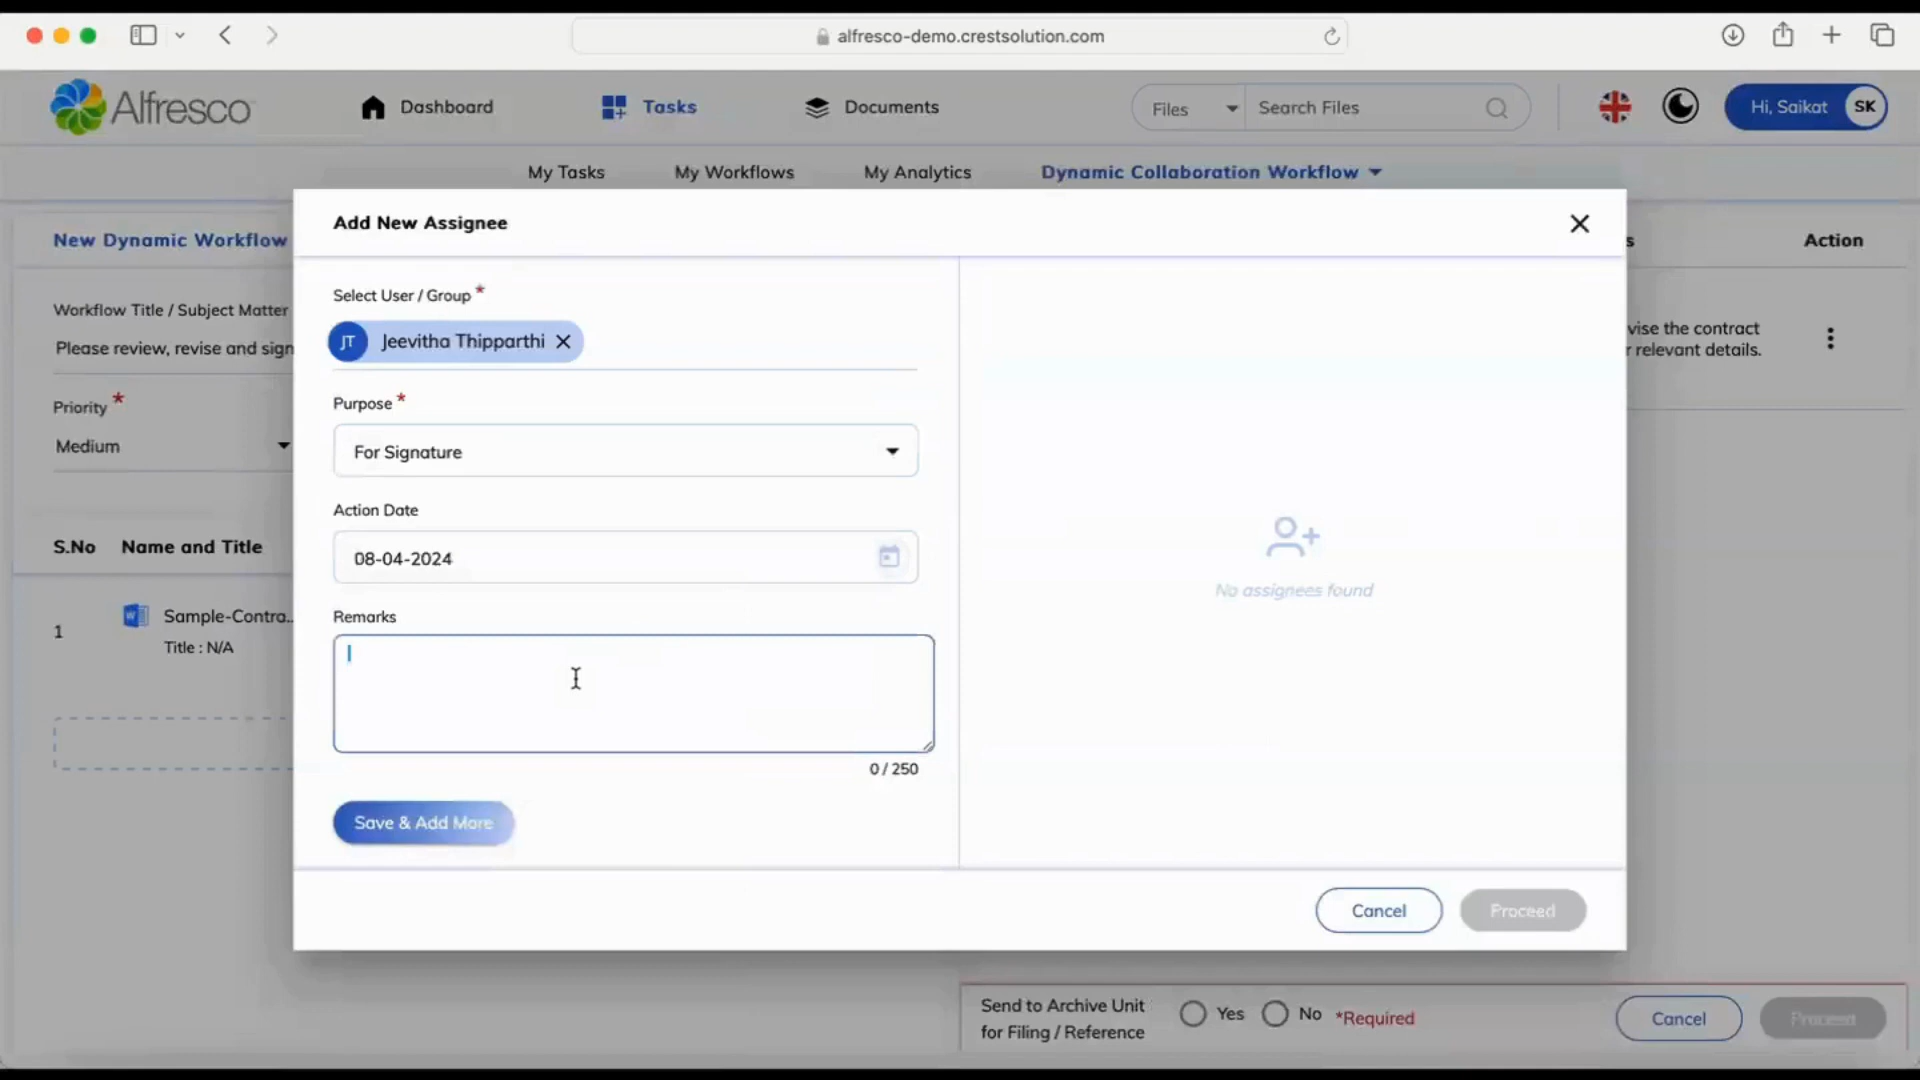 alfresco-demo.crestsolution.com
Alfresco
Dashboard
Tasks
Documents
Files
Search Files
Hi, Saikat
SK
My Tasks
My Workflows
My Analytics
Dynamic Collaboration Workflow
New Dynamic Workflow
Add New Assignee
s
Action
Workflow Title / Subject Matter
Please review, revise and sign
Priority *
Medium
Select User / Group *
JT Jeevitha Thipparthi
Purpose *
For Signature
Action Date
08-04-2024
Remarks
0 / 250
Save & Add More
No assignees found
vise the contract
r relevant details.
S.No
Name and Title
1
Sample-Contra..
Title : N/A
Cancel
Proceed
Send to Archive Unit
for Filing / Reference
Yes
No
*Required
Cancel
Proceed